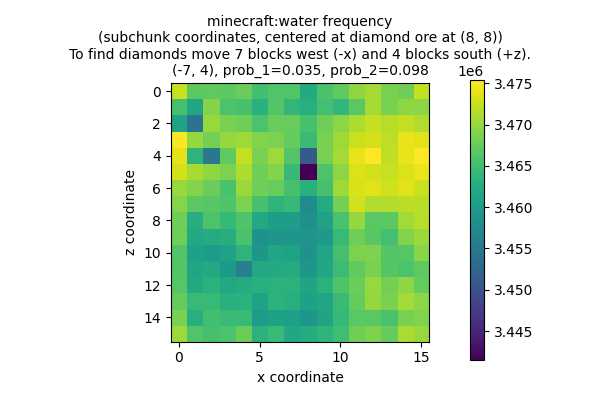 minecraft:water frequency
(subchunk coordinates, centered at diamond ore at (8, 8))
To find diamonds move 7 blocks west (-x) and 4 blocks south (+z).
(-7, 4), prob_1=0.035, prob_2=0.098
1e6
0
2
4
6
8
10
12
14
z coordinate
0
5
10
15
x coordinate
3.475
3.470
3.465
3.460
3.455
3.450
3.445